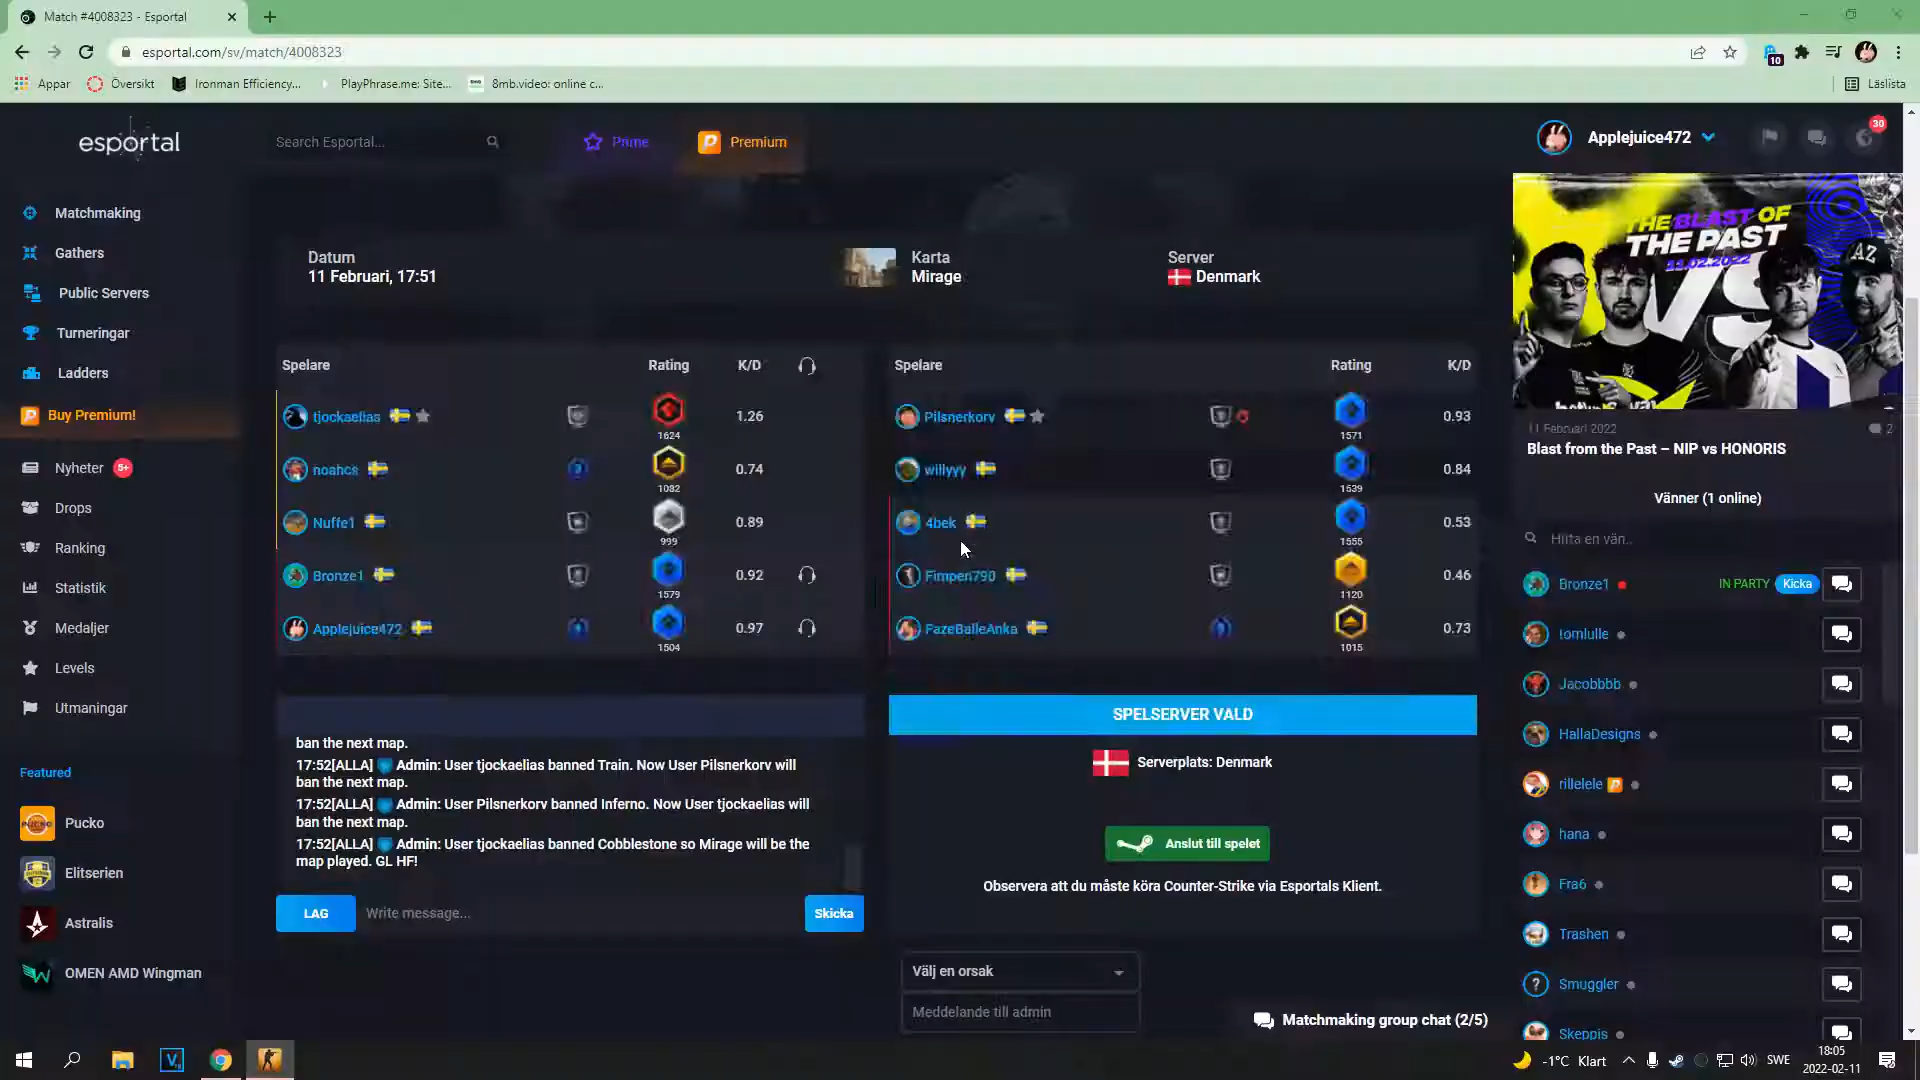 Match #4008323 - Esportal
esportal.com/sv/match/4008323
10
Appar
Översikt
Ironman Efficiency...
PlayPhrase.me: Site...
8mb.video: online c...
Läslista
esportal
Search Esportal...
Prime
Premium
Applejuice472
30
Matchmaking
Gathers
Public Servers
Turneringar
Ladders
Buy Premium!
Nyheter 5+
Drops
Ranking
Statistik
Medaljer
Levels
Utmaningar
Featured
Pucko
Elitserien
Astralis
OMEN AMD Wingman
Datum
11 Februari, 17:51
Karta
Mirage
Server
Denmark
Spelare Rating K/D
tjockaelias 1624 1.26
noahcs 1082 0.74
Nuffe1 999 0.89
Bronze1 1579 0.92
Applejuice472 1504 0.97
Spelare Rating K/D
Pilsnerkorv 1571 0.93
willyyy 1539 0.84
4bek 1555 0.53
Fimpen790 1120 0.46
FazeBalleAnka 1015 0.73
ban the next map.
17:52[ALLA] Admin: User tjockaelias banned Train. Now User Pilsnerkorv will
ban the next map.
17:52[ALLA] Admin: User Pilsnerkorv banned Inferno. Now User tjockaelias will
ban the next map.
17:52[ALLA] Admin: User tjockaelias banned Cobblestone so Mirage will be the
map played. GL HF!
LAG
Write message...
Skicka
SPELSERVER VALD
Serverplats: Denmark
Anslut till spelet
Observera att du måste köra Counter-Strike via Esportals Klient.
Välj en orsak
Meddelande till admin
Matchmaking group chat (2/5)
THE BLAST OF
THE PAST
11.02.2022
VS
AZ
11 Februari 2022
2
Blast from the Past – NIP vs HONORIS
Vänner (1 online)
Hitta en vän..
Bronze1 IN PARTY Kicka
tomlulle
Jacobbbb
HallaDesigns
rillelele
hana
Fra6
Trashen
Smuggler
Skeppis
-1°C Klart
SWE
18:05
2022-02-11